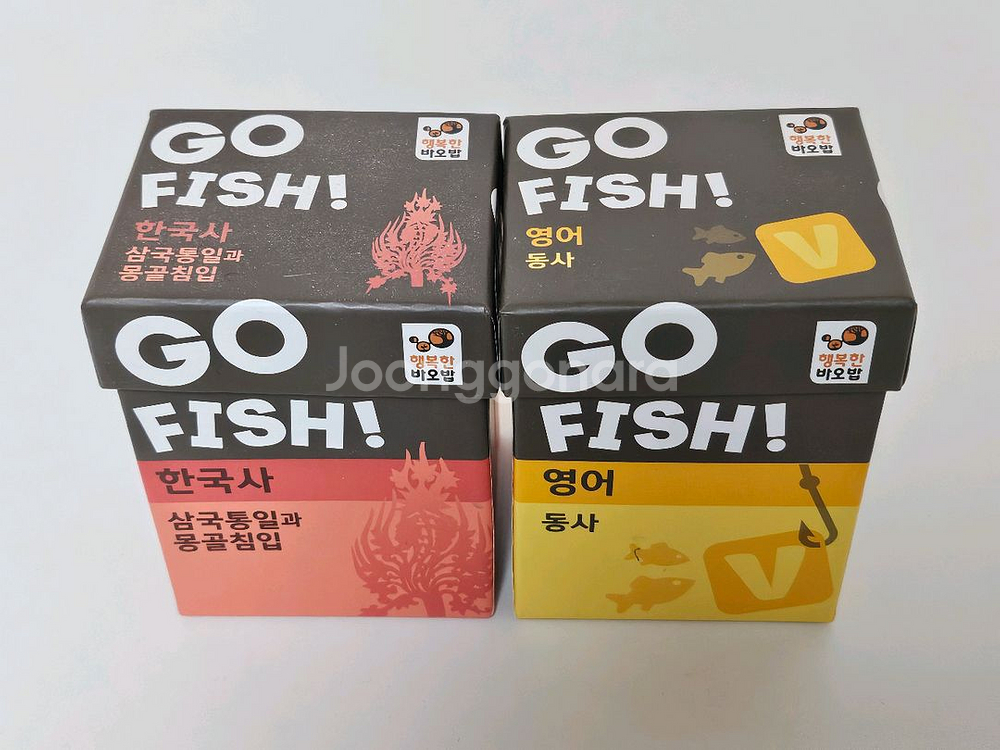 GO
FISH!
한국사
삼국통일과
몽골침입
행복한
바오밥
GO
FISH!
영어
동사
V
행복한
바오밥
GO
FISH!
한국사
삼국통일과
몽골침입
행복한
바오밥
GO
FISH!
영어
동사
V
행복한
바오밥
Joonggonara